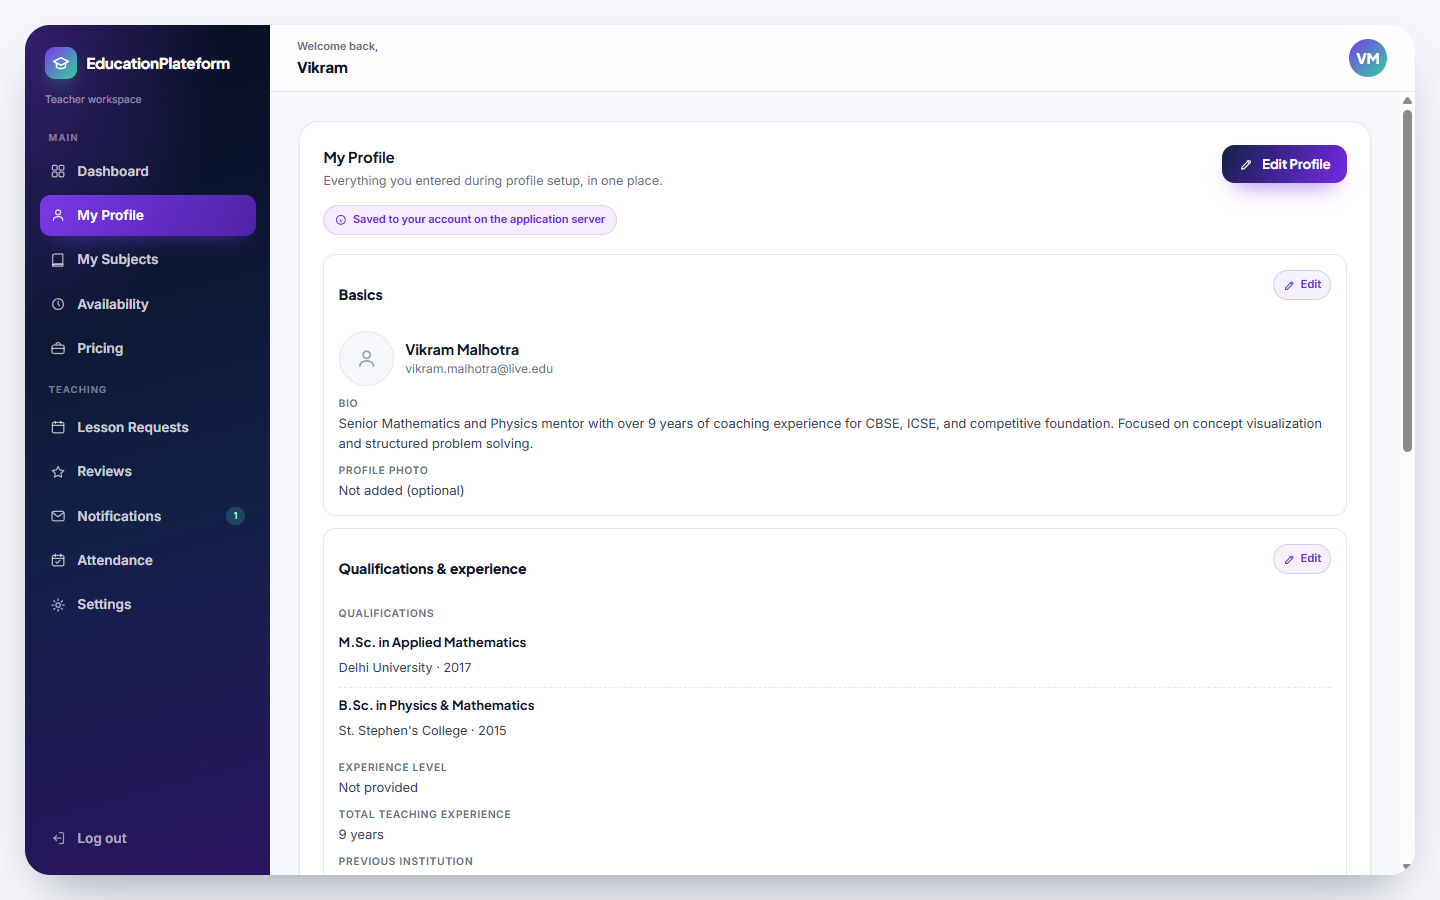 EducationPlateform
Teacher workspace
MAIN
Dashboard
My Profile
My Subjects
Availability
Pricing
TEACHING
Lesson Requests
Reviews
Notifications 1
Attendance
Settings
Log out
Welcome back,
Vikram
VM
My Profile
Everything you entered during profile setup, in one place.
Edit Profile
Saved to your account on the application server
Basics
Edit
Vikram Malhotra
vikram.malhotra@live.edu
BIO
Senior Mathematics and Physics mentor with over 9 years of coaching experience for CBSE, ICSE, and competitive foundation. Focused on concept visualization
and structured problem solving.
PROFILE PHOTO
Not added (optional)
Qualifications & experience
Edit
QUALIFICATIONS
M.Sc. in Applied Mathematics
Delhi University · 2017
B.Sc. in Physics & Mathematics
St. Stephen's College · 2015
EXPERIENCE LEVEL
Not provided
TOTAL TEACHING EXPERIENCE
9 years
PREVIOUS INSTITUTION